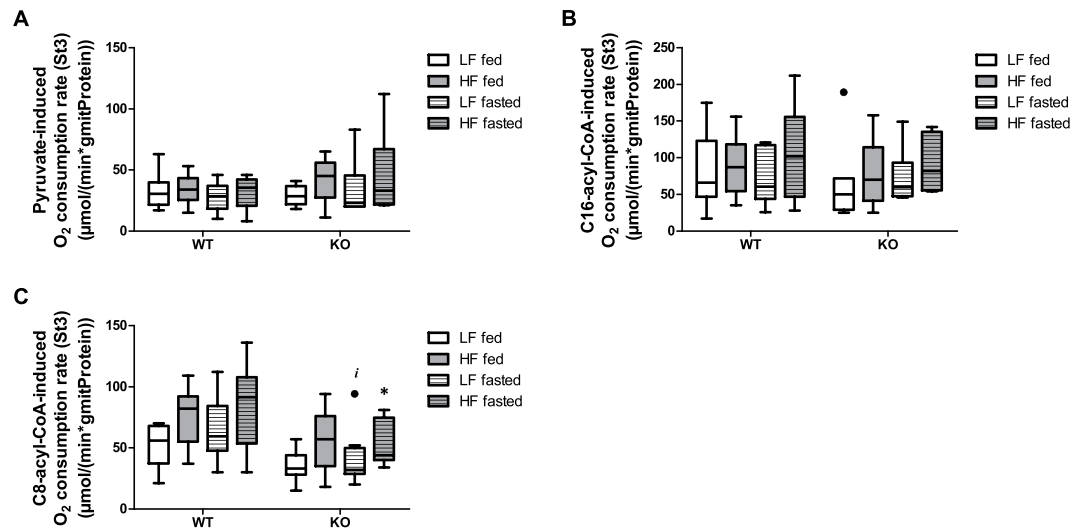 A
Pyruvate-induced
O2 consumption rate (St3)
(µmol/(min*gmitProtein))
150
100
50
0
WT
KO
LF fed
HF fed
LF fasted
HF fasted
B
C16-acyl-CoA-induced
O2 consumption rate (St3)
(µmol/(min*gmitProtein))
250
200
150
100
50
0
WT
KO
LF fed
HF fed
LF fasted
HF fasted
C
C8-acyl-CoA-induced
O2 consumption rate (St3)
(µmol/(min*gmitProtein))
150
100
50
0
i
*
WT
KO
LF fed
HF fed
LF fasted
HF fasted